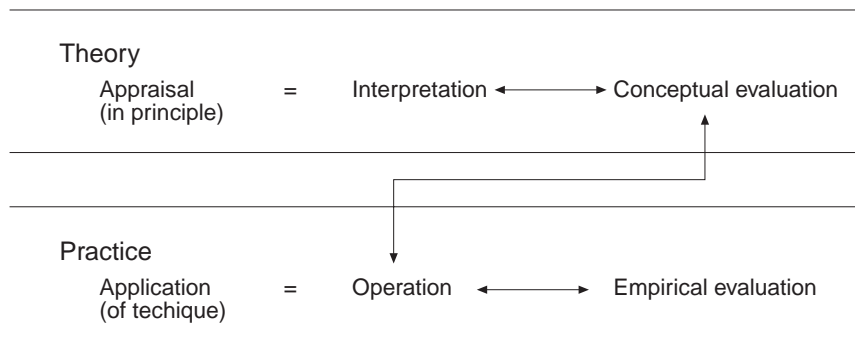 Theory
Appraisal = Interpretation Conceptual evaluation
(in principle)
Practice
Application = Operation Empirical evaluation
(of techique)